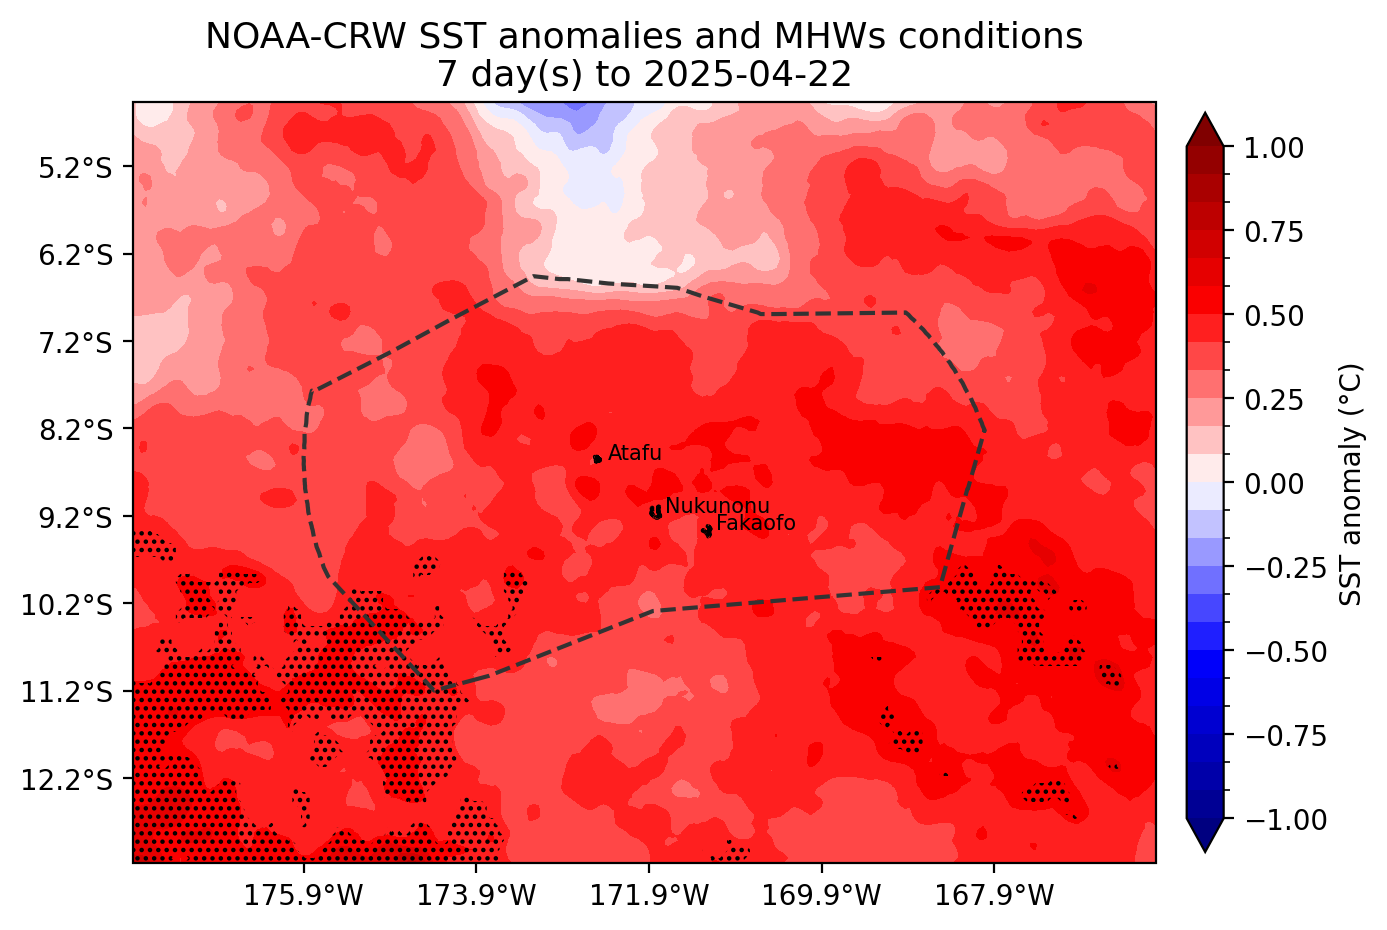 NOAA-CRW SST anomalies and MHWs conditions
7 day(s) to 2025-04-22
5.2°S
6.2°S
7.2°S
8.2°S
9.2°S
10.2°S
11.2°S
12.2°S
Atafu
Nukunonu
Fakaofo
175.9°W
173.9°W
171.9°W
169.9°W
167.9°W
1.00
0.75
0.50
0.25
0.00
−0.25
−0.50
−0.75
−1.00
SST anomaly (°C)